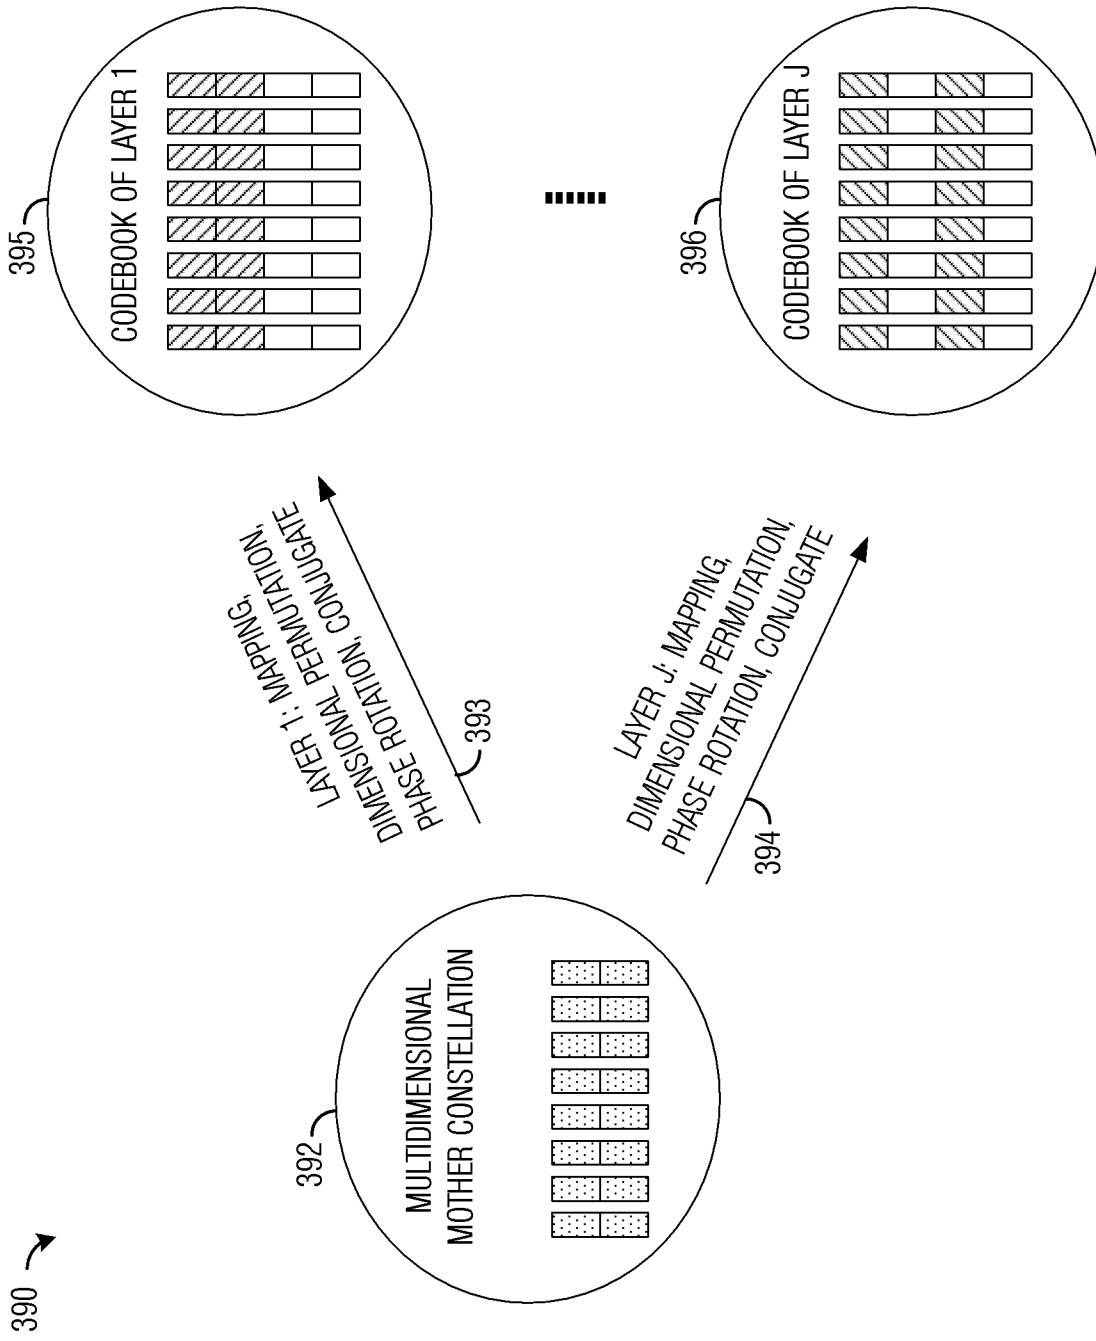 390
392
MULTIDIMENSIONAL
MOTHER CONSTELLATION
LAYER 1: MAPPING,
DIMENSIONAL PERMUTATION,
PHASE ROTATION, CONJUGATE
393
395
CODEBOOK OF LAYER 1
LAYER J: MAPPING,
DIMENSIONAL PERMUTATION,
PHASE ROTATION, CONJUGATE
394
396
CODEBOOK OF LAYER J